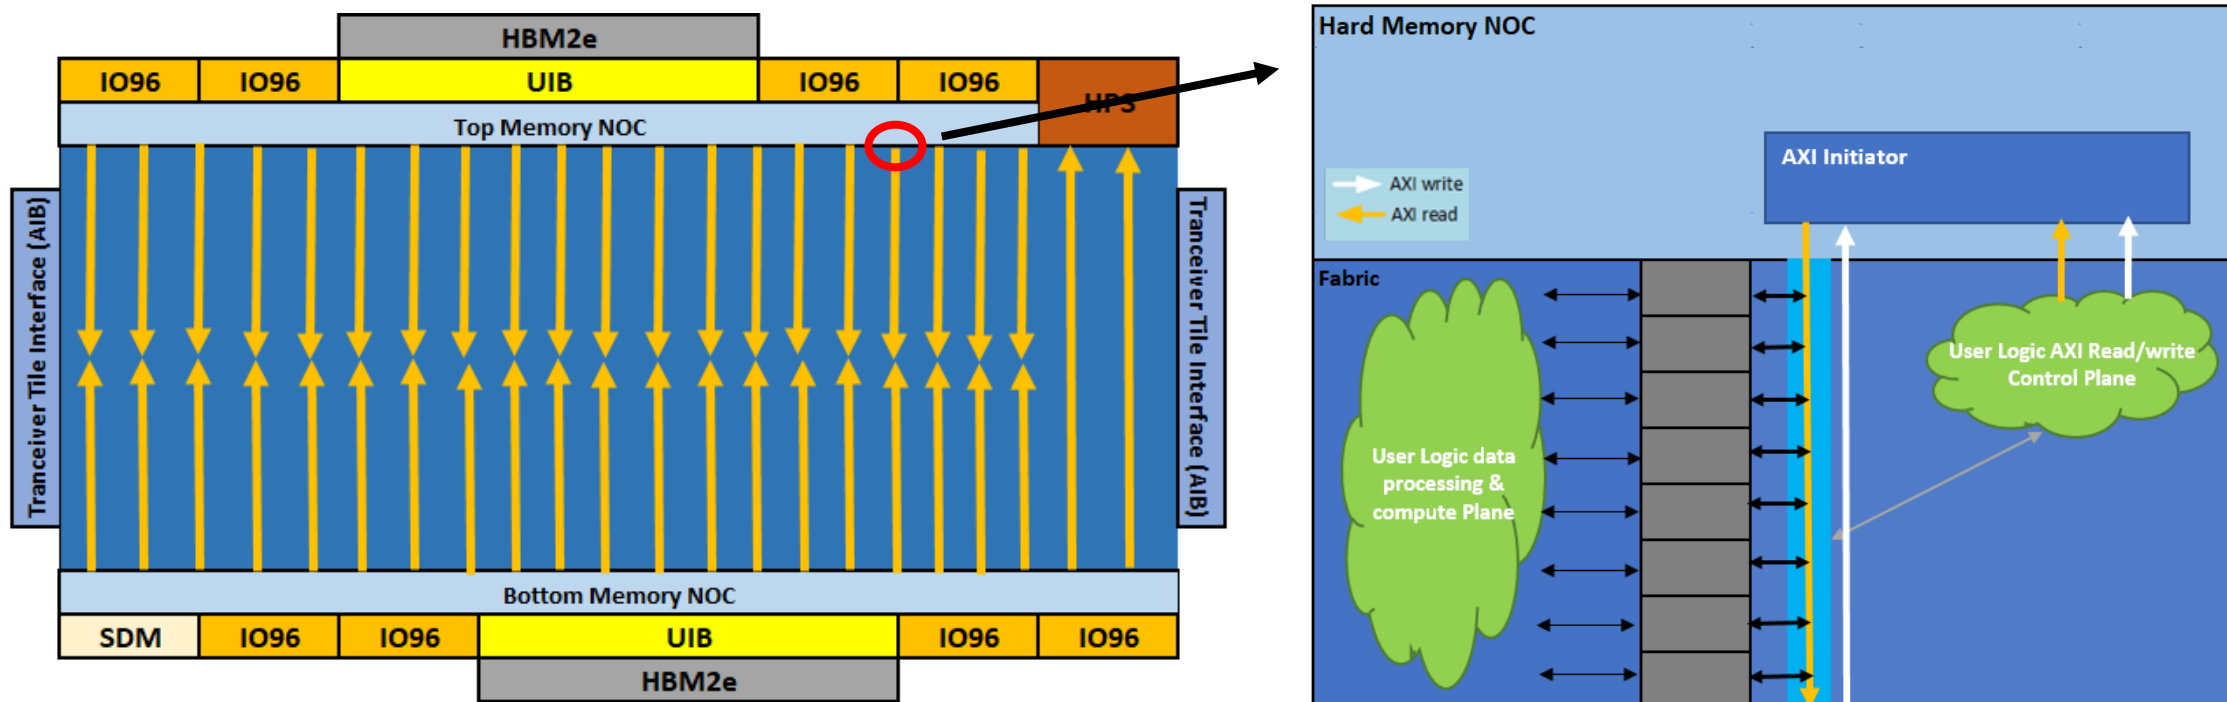 HBM2e
IO96
IO96
UIB
IO96
IO96
HPS
Top Memory NOC
Tranceiver Tile Interface (AIB)
Tranceiver Tile Interface (AIB)
Bottom Memory NOC
SDM
IO96
IO96
UIB
IO96
IO96
HBM2e
Hard Memory NOC
AXI Initiator
AXI write
AXI read
Fabric
User Logic data
processing &
compute Plane
User Logic AXI Read/write
Control Plane